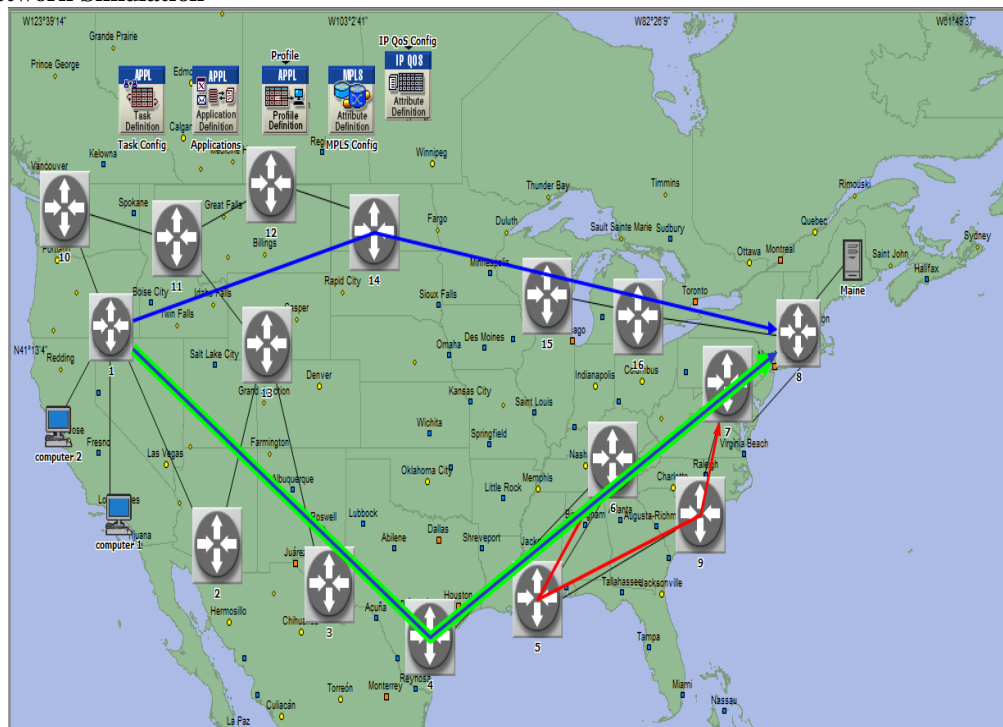 W123°39'14"
W103°2'41"
W82°26'9"
W61°49'37"
Grande Prairie
Prince George
Profile
IP QoS Config
APPL
Task Definition
Task Config
APPL
Application Definition
Applications
APPL
Profile Definition
MPLS
Attribute Definition
MPLS Config
IP QOS
Attribute Definition
Kelowna
Winnipeg
Vancouver
Thunder Bay
Timmins
Rimouski
Spokane
Great Falls
12
Fargo
Duluth
Sault Sainte Marie
Sudbury
Quebec
Sydney
10
11
Billings
14
Ottawa
Montreal
Saint John
Halifax
Maine
Rapid City
Minneapolis
Toronto
Boise City
Idaho Falls
Twin Falls
Casper
Sioux Falls
15
16
8
N41°13'4"
Redding
1
Salt Lake City
Omaha
Des Moines
13
Denver
Indianapolis
Columbus
7
Kansas City
Saint Louis
computer 2
Fresno
Las Vegas
Farmington
Wichita
Springfield
Virginia Beach
Raleigh
Charlotte
6
Albuquerque
Oklahoma City
Memphis
Little Rock
computer 1
Tijuana
Roswell
Lubbock
Abilene
Dallas
Shreveport
Augusta-Richm
9
2
Juárez
3
Hermosillo
Acuña
Houston
5
Tallahassee
Jacksonville
4
Tampa
Torreón
Monterrey
Reynosa
Culiacán
La Paz
Miami
Nassau